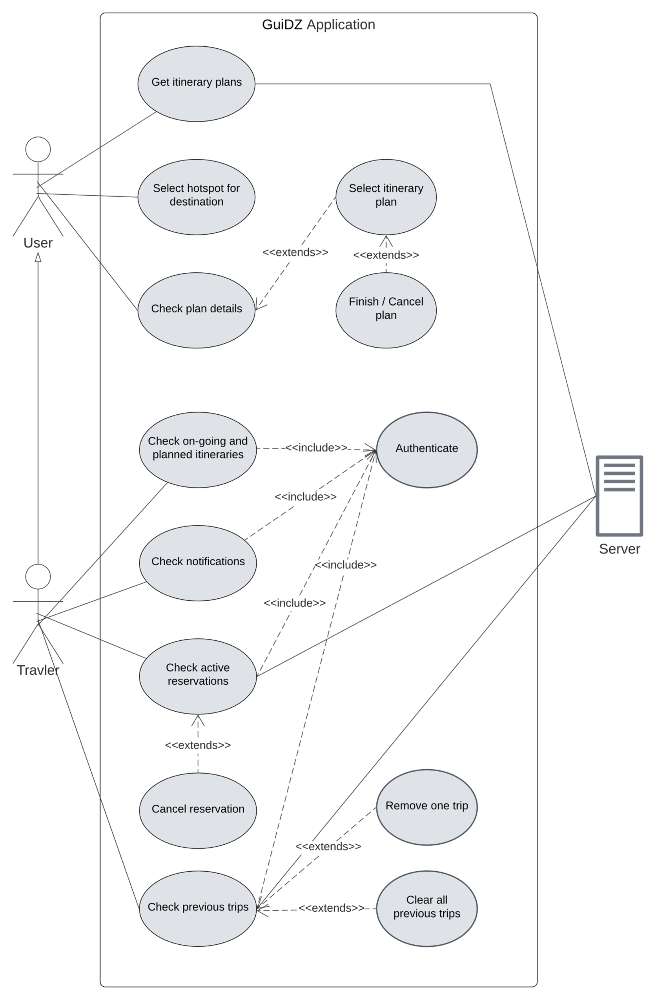 GuiDZ Application
Get itinerary plans
Select hotspot for
destination
Select itinerary
plan
User
<<extends>>
<<extends>>
Check plan details
Finish / Cancel
plan
Check on-going and
planned itineraries
<<include>>
Authenticate
<<include>>
Server
Check notifications
<<include>>
<<include>>
Travler
Check active
reservations
<<extends>>
Cancel reservation
Remove one trip
<<extends>>
Check previous trips
<<extends>>
Clear all
previous trips